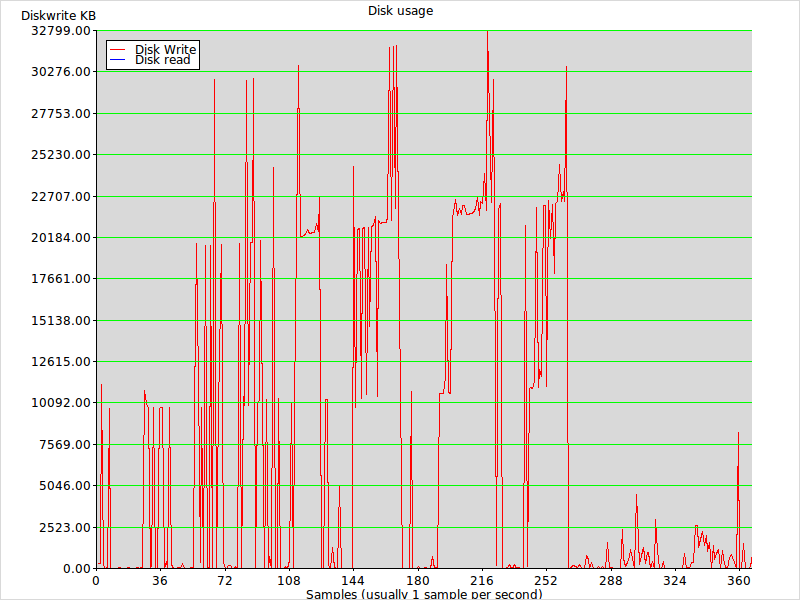 Disk usage
Diskwrite KB
32799.00
Disk Write
Disk read
30276.00
27753.00
25230.00
22707.00
20184.00
17661.00
15138.00
12615.00
10092.00
7569.00
5046.00
2523.00
0.00
0 36 72 108 144 180 216 252 288 324 360
Samples (usually 1 sample per second)